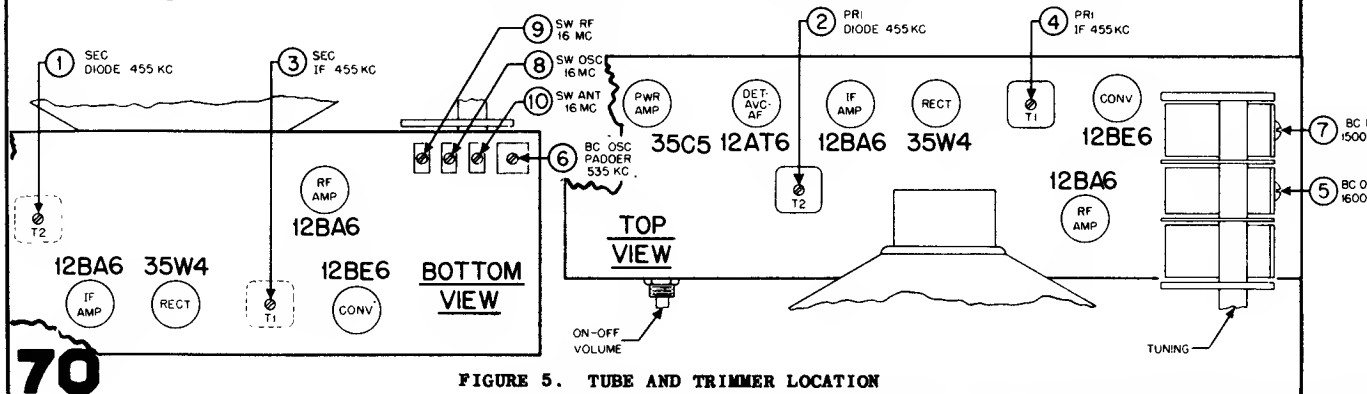 1 SEC
DIODE 455 KC
3 SEC
IF 455 KC
9 SW RF
16 MC
8 SW OSC
16 MC
10 SW ANT
16 MC
6 BC OSC
PADDER
535 KC
T2
RF
AMP
12BA6
12BA6
IF
AMP
35W4
RECT
T1
12BE6
CONV
BOTTOM
VIEW
70
2 PRI
DIODE 455 KC
4 PRI
IF 455 KC
PWR
AMP
35C5
DET-
AVC-
AF
12AT6
IF
AMP
12BA6
RECT
35W4
T1
CONV
12BE6
7 BC
1500
5 BC O
1600
T2
12BA6
RF
AMP
TOP
VIEW
ON-OFF
VOLUME
TUNING
FIGURE 5. TUBE AND TRIMMER LOCATION